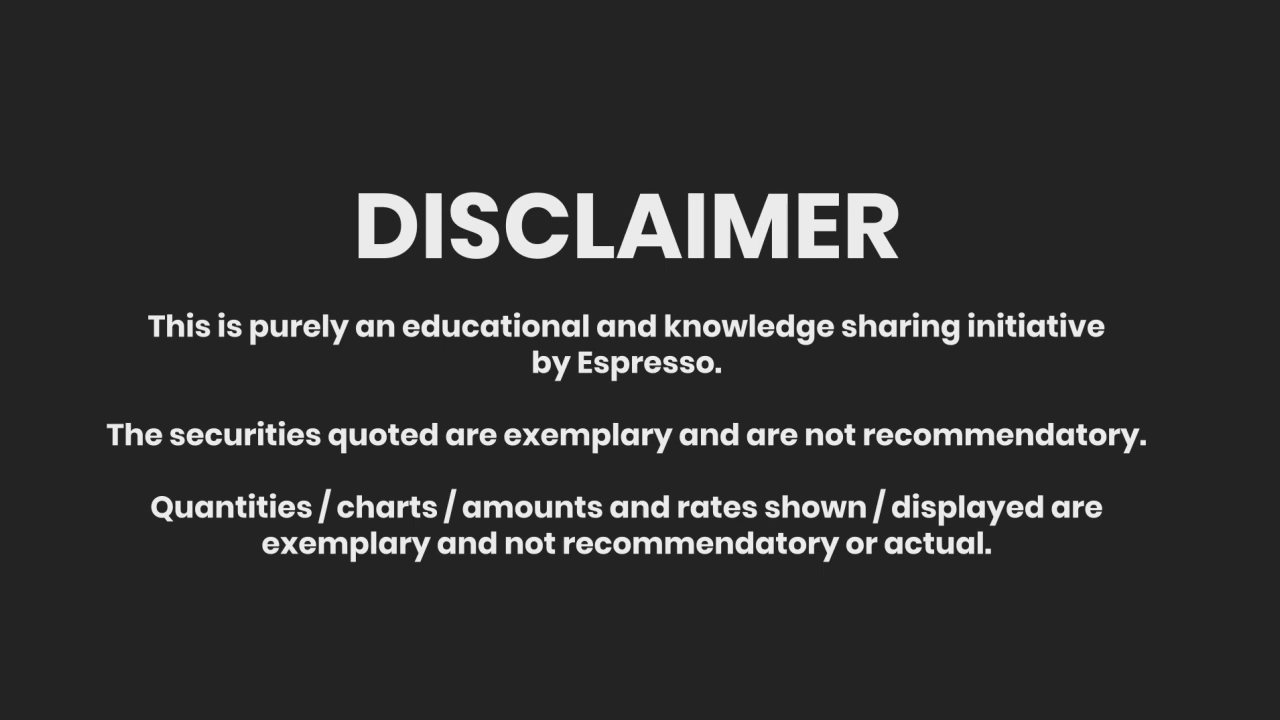 DISCLAIMER
This is purely an educational and knowledge sharing initiative
by Espresso.
The securities quoted are exemplary and are not recommendatory.
Quantities / charts / amounts and rates shown / displayed are
exemplary and not recommendatory or actual.